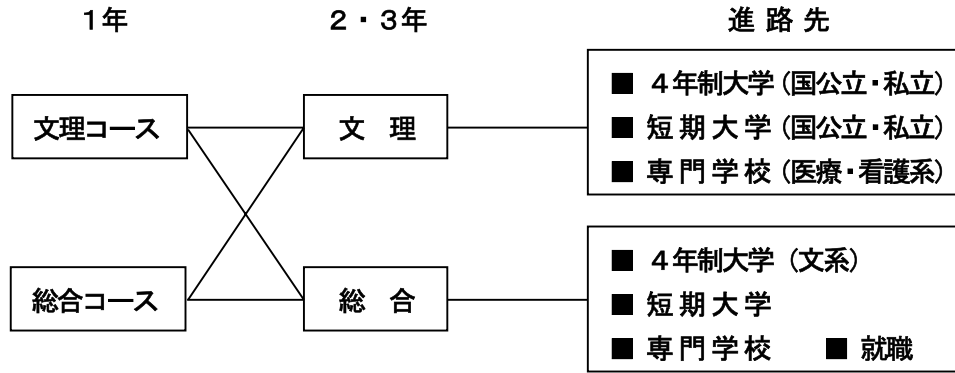 １年 ２・３年 進路先
文理コース 文理
■ ４年制大学（国公立・私立）
■ 短期大学（国公立・私立）
■ 専門学校（医療・看護系）
総合コース 総合
■ ４年制大学（文系）
■ 短期大学
■ 専門学校 ■ 就職